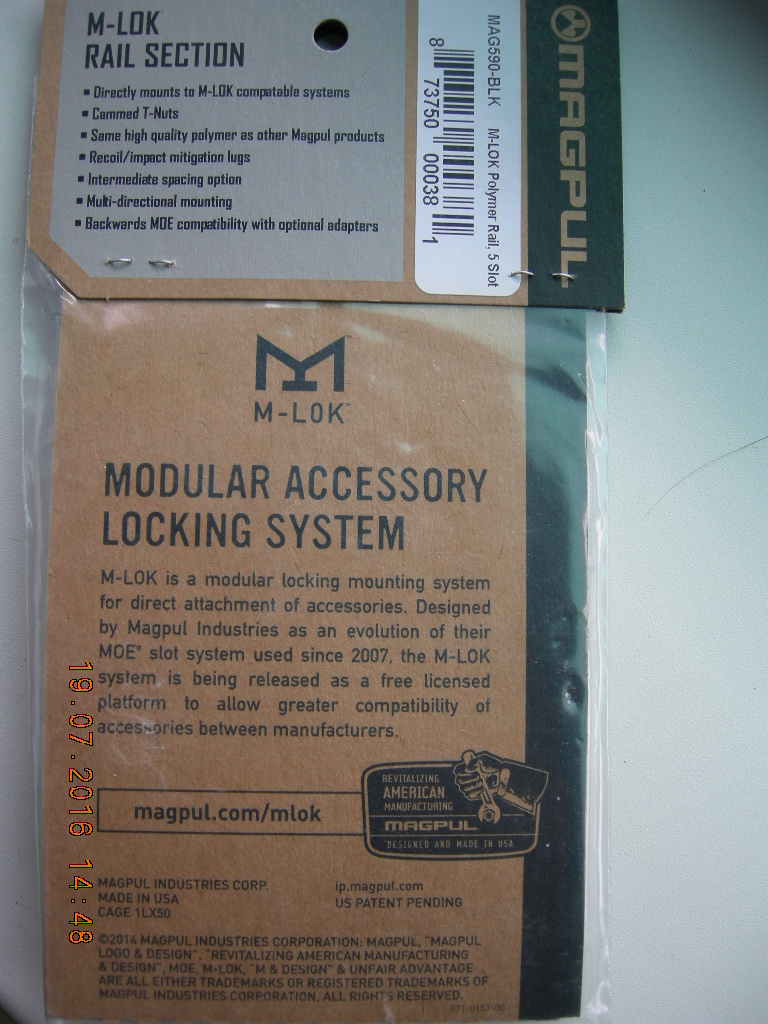 M-LOK™
RAIL SECTION
▪ Directly mounts to M-LOK compatable systems
▪ Cammed T-Nuts
▪ Same high quality polymer as other Magpul products
▪ Recoil/impact mitigation lugs
▪ Intermediate spacing option
▪ Multi-directional mounting
▪ Backwards MOE compatibility with optional adapters
MAG590-BLK M-LOK Polymer Rail, 5 Slot
8 73750 00038 1
MAGPUL
M-LOK™
MODULAR ACCESSORY
LOCKING SYSTEM
M-LOK is a modular locking mounting system
for direct attachment of accessories. Designed
by Magpul Industries as an evolution of their
MOE® slot system used since 2007, the M-LOK
system is being released as a free licensed
platform to allow greater compatibility of
accessories between manufacturers.
magpul.com/mlok
REVITALIZING
AMERICAN
MANUFACTURING
MAGPUL
DESIGNED AND MADE IN USA
MAGPUL INDUSTRIES CORP.
MADE IN USA
CAGE 1LX50
ip.magpul.com
US PATENT PENDING
©2014 MAGPUL INDUSTRIES CORPORATION: MAGPUL, "MAGPUL
LOGO & DESIGN", "REVITALIZING AMERICAN MANUFACTURING
& DESIGN", MOE, M-LOK, "M & DESIGN" & UNFAIR ADVANTAGE
ARE ALL EITHER TRADEMARKS OR REGISTERED TRADEMARKS OF
MAGPUL INDUSTRIES CORPORATION, ALL RIGHTS RESERVED.
19.07.2016 14:48